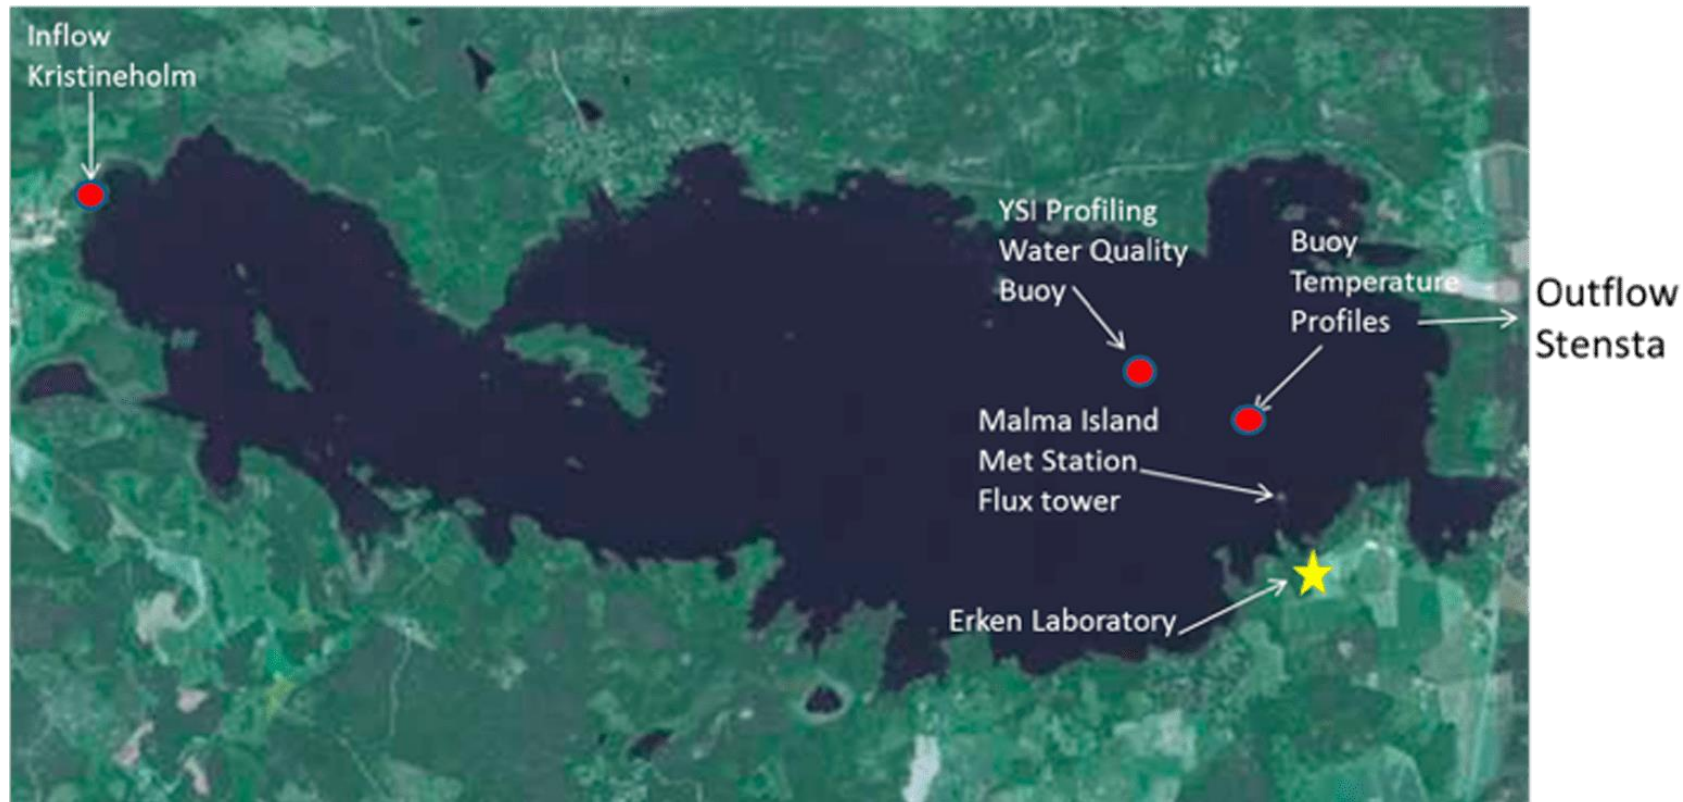 Inflow
Kristineholm
YSI Profiling
Water Quality
Buoy
Buoy
Temperature
Profiles
Outflow
Stensta
Malma Island
Met Station
Flux tower
Erken Laboratory